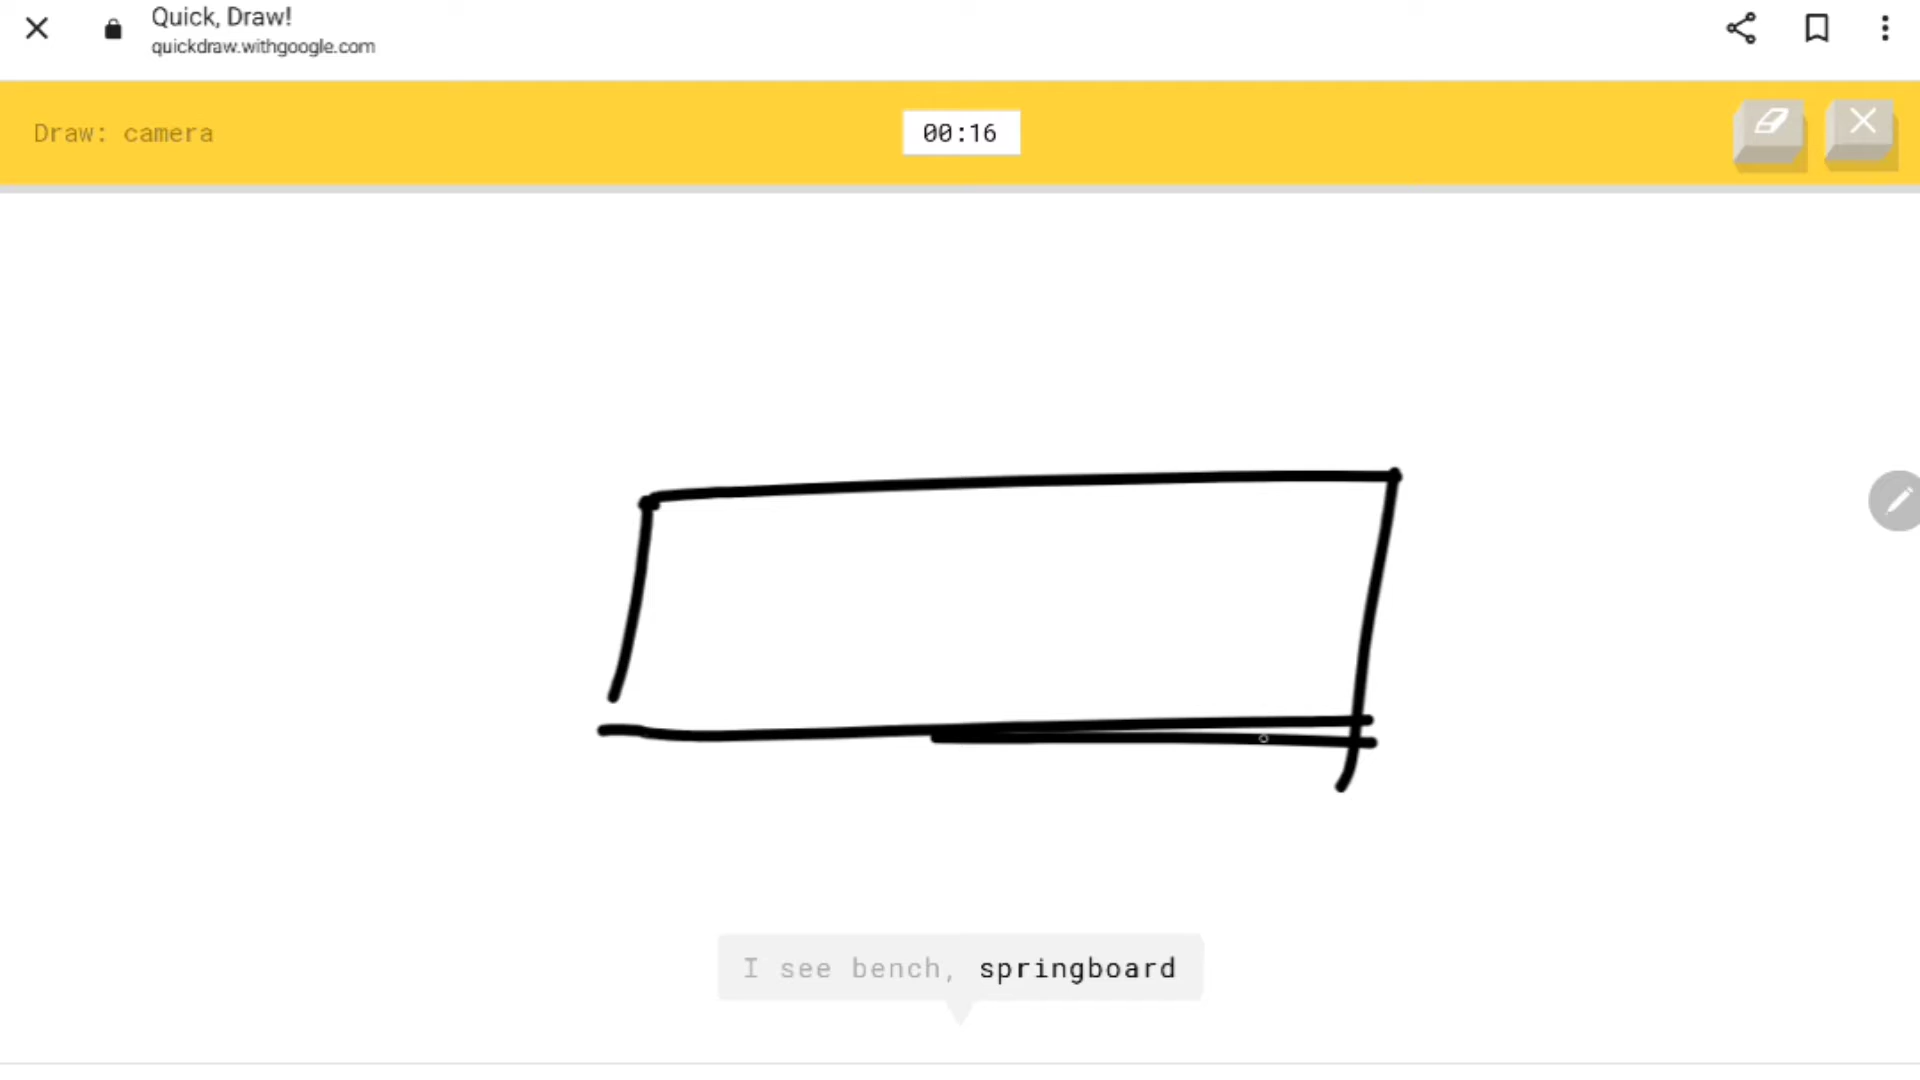 Quick, Draw!
quickdraw.withgoogle.com
Draw: camera
00:16
I see bench, springboard